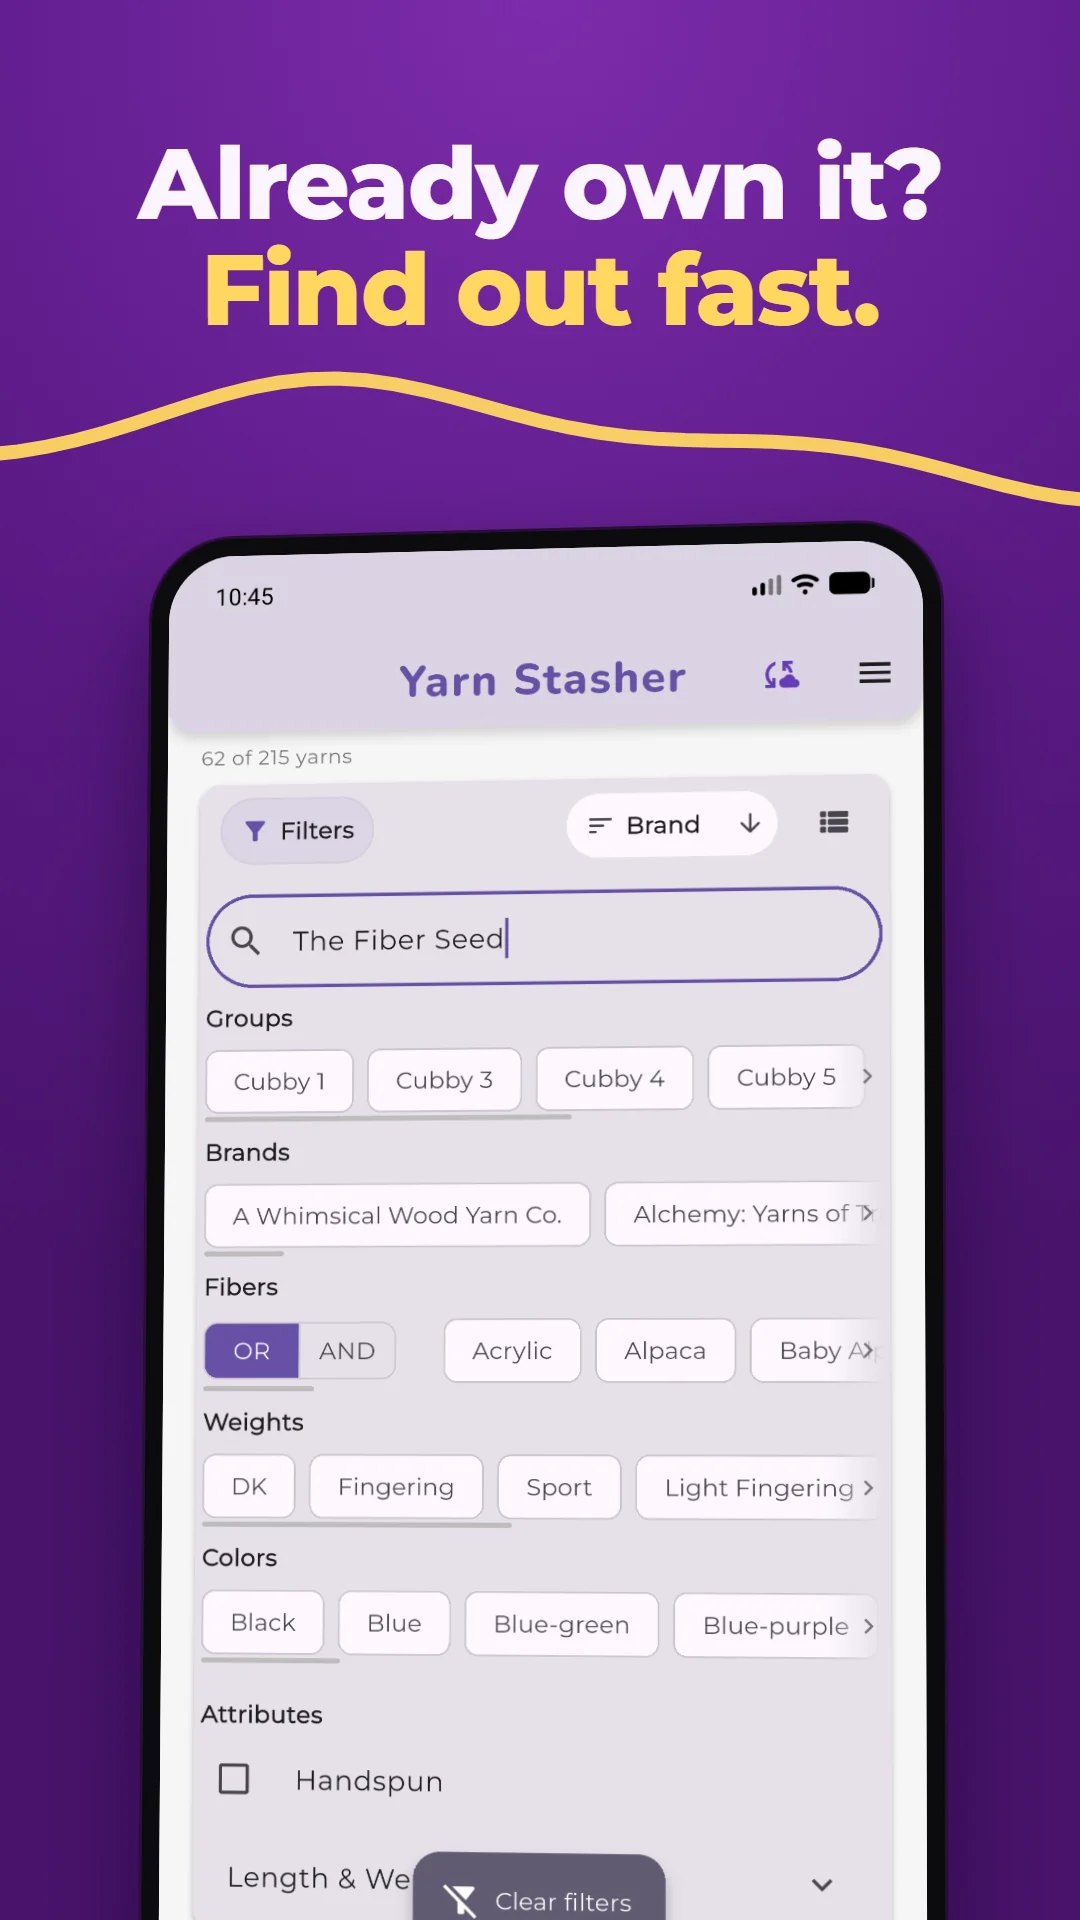 Already own it?
Find out fast.
10:45
Yarn Stasher
62 of 215 yarns
Filters
Brand
The Fiber Seed
Groups
Cubby 1 Cubby 3 Cubby 4 Cubby 5
Brands
A Whimsical Wood Yarn Co. Alchemy: Yarns of
Fibers
OR AND Acrylic Alpaca Baby
Weights
DK Fingering Sport Light Fingering
Colors
Black Blue Blue-green Blue-purple
Attributes
Handspun
Length &
Clear filters